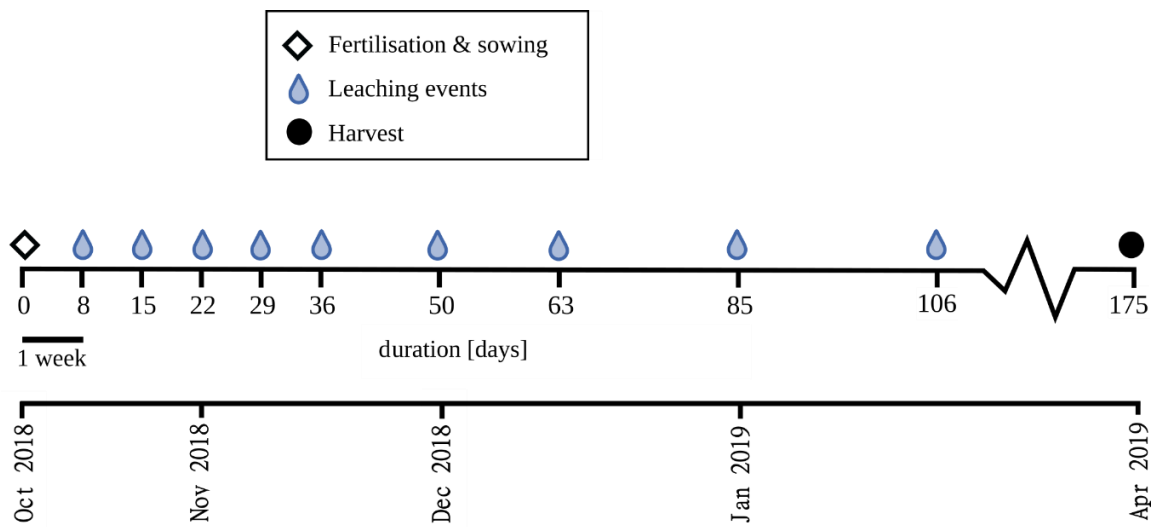 Fertilisation & sowing
Leaching events
Harvest
0 8 15 22 29 36 50 63 85 106 175
1 week
duration [days]
Oct 2018
Nov 2018
Dec 2018
Jan 2019
Apr 2019